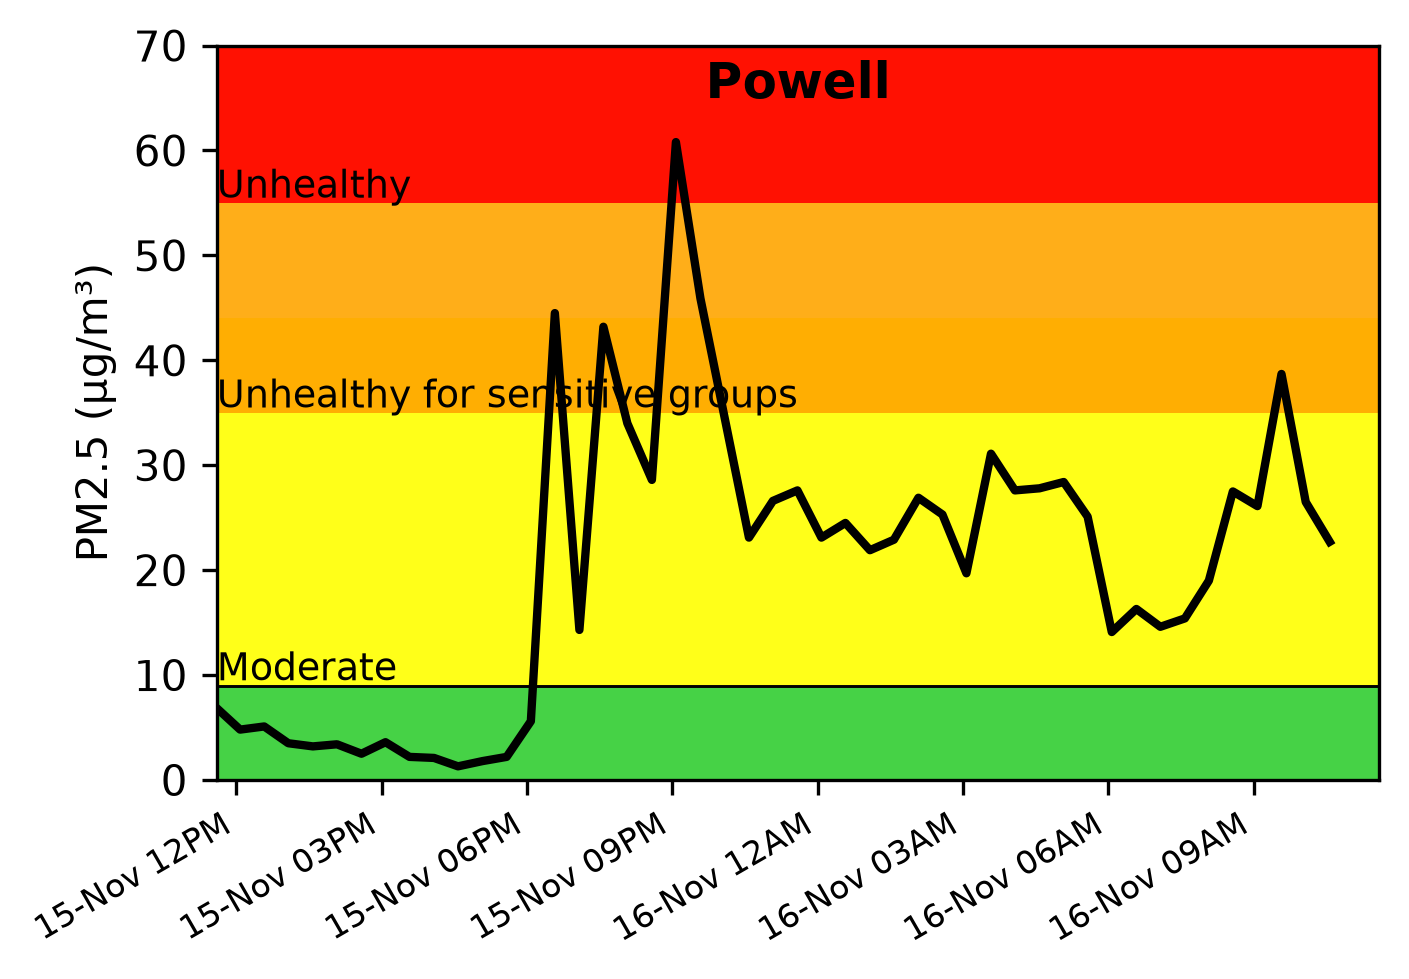 Powell
PM2.5 (µg/m³)
70
60
Unhealthy
50
40
Unhealthy for sensitive groups
30
20
10
Moderate
0
15-Nov 12PM
15-Nov 03PM
15-Nov 06PM
15-Nov 09PM
16-Nov 12AM
16-Nov 03AM
16-Nov 06AM
16-Nov 09AM